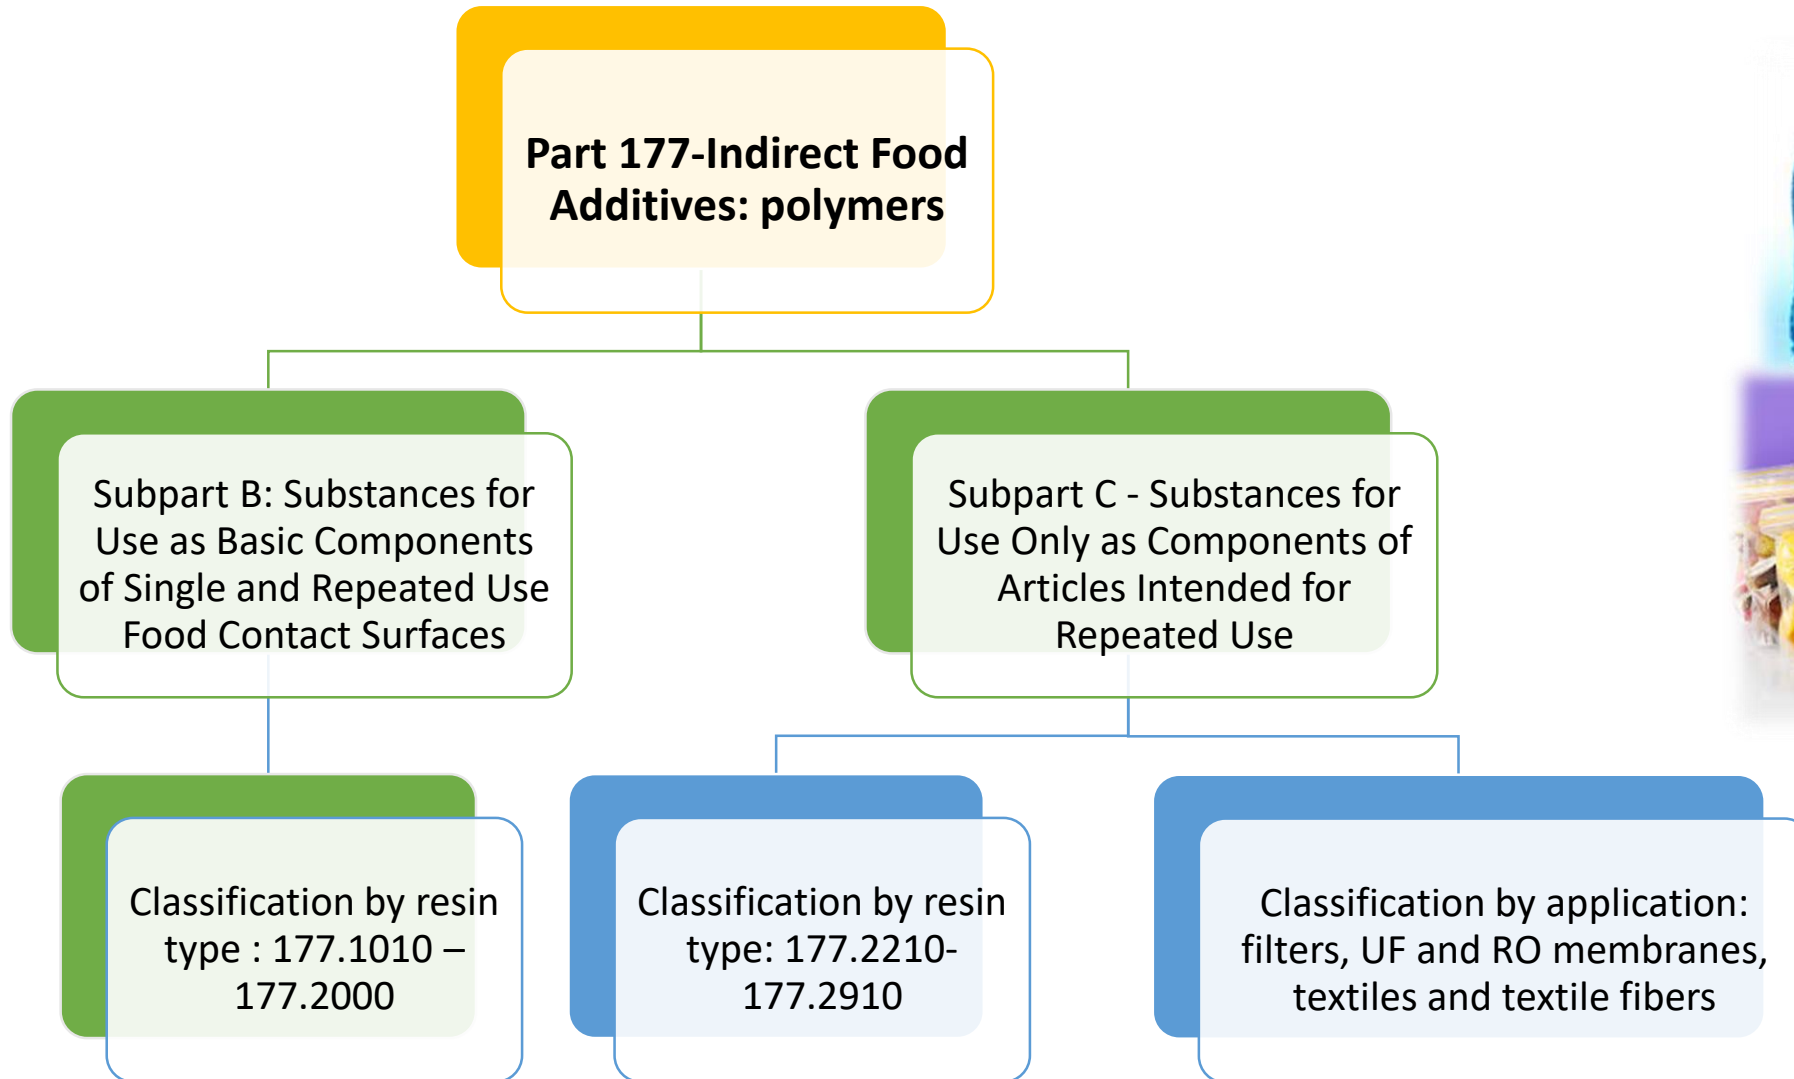 Part 177-Indirect Food
Additives: polymers
Subpart B: Substances for
Use as Basic Components
of Single and Repeated Use
Food Contact Surfaces
Subpart C - Substances for
Use Only as Components of
Articles Intended for
Repeated Use
Classification by resin
type : 177.1010 –
177.2000
Classification by resin
type: 177.2210-
177.2910
Classification by application:
filters, UF and RO membranes,
textiles and textile fibers